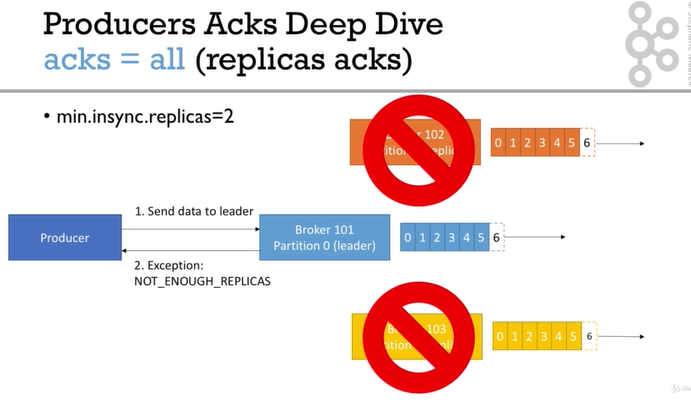 Producers Acks Deep Dive
acks = all (replicas acks)
• min.insync.replicas=2
102
0 1 2 3 4 5 6
1. Send data to leader
Producer
Broker 101
Partition 0 (leader)
0 1 2 3 4 5 6
2. Exception:
NOT_ENOUGH_REPLICAS
103
0 1 2 3 4 5 6